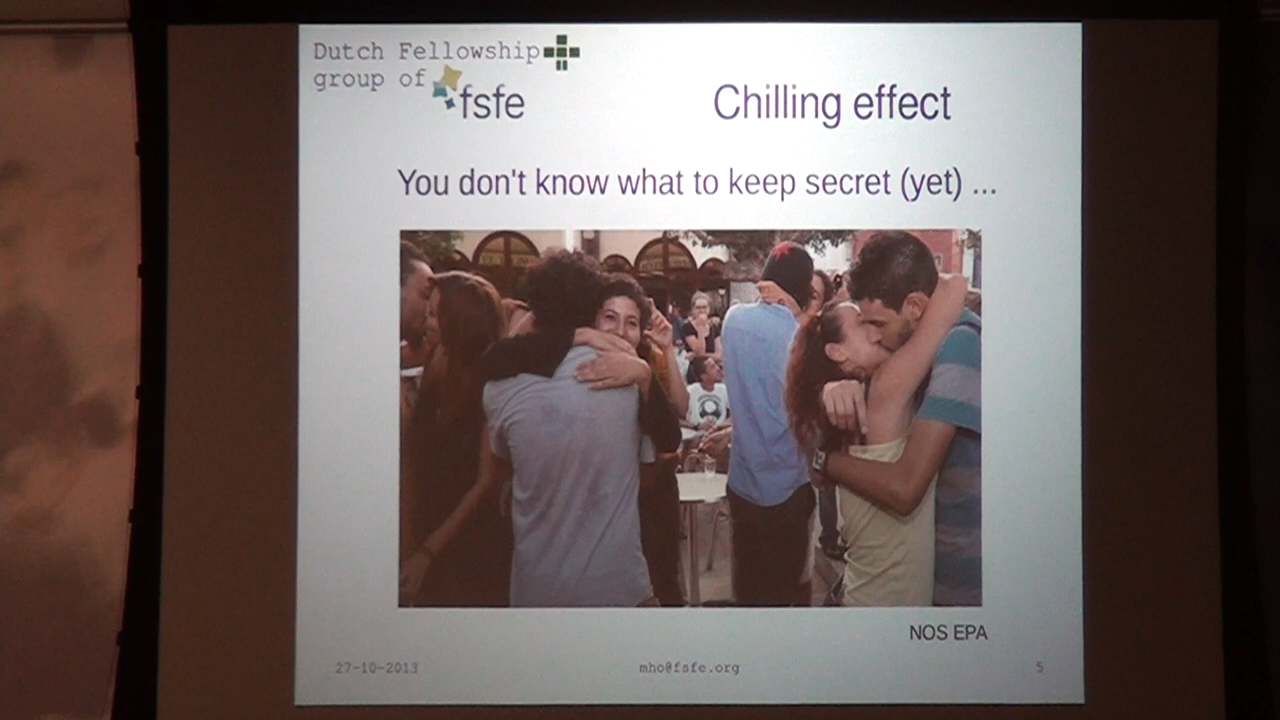 Dutch Fellowship
group of
fsfe
Chilling effect
You don't know what to keep secret (yet) ...
NOS EPA
27-10-2013
mho@fsfe.org
5